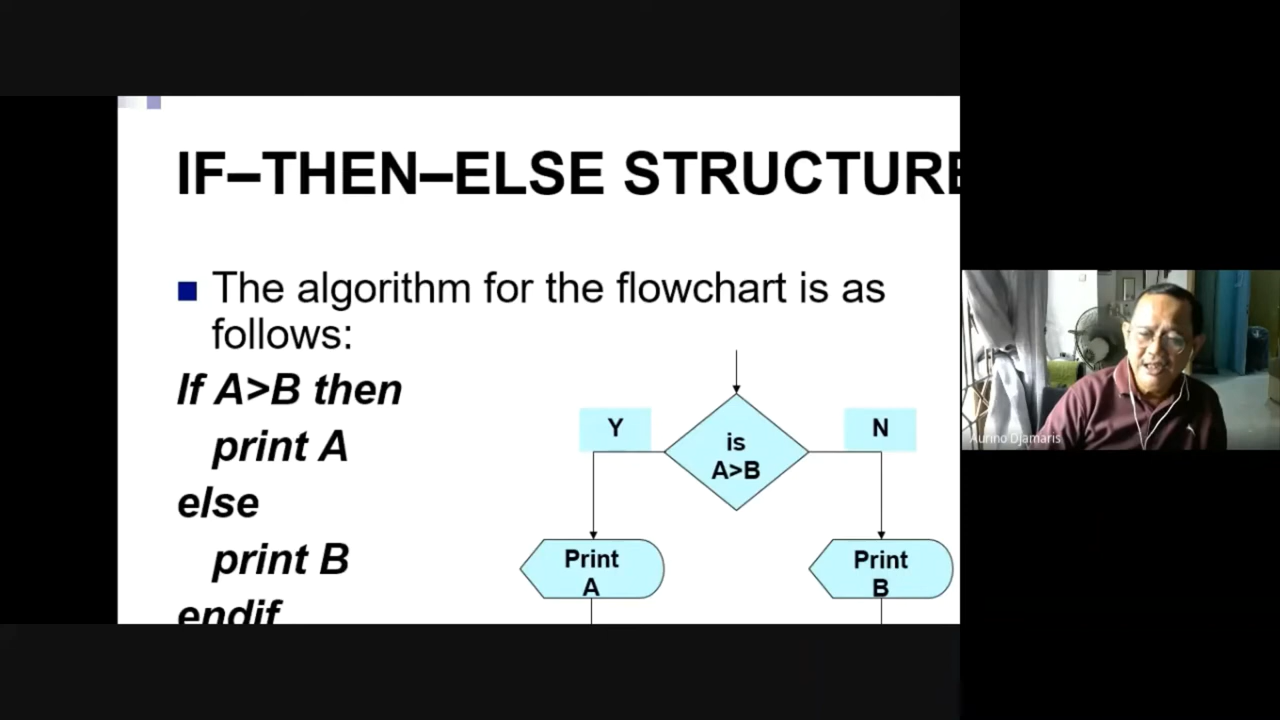 IF–THEN–ELSE STRUCTURE
■ The algorithm for the flowchart is as
follows:
If A>B then
print A
else
print B
endif
Y
is
A>B
N
Print
A
Print
B
Aurino Djamaris